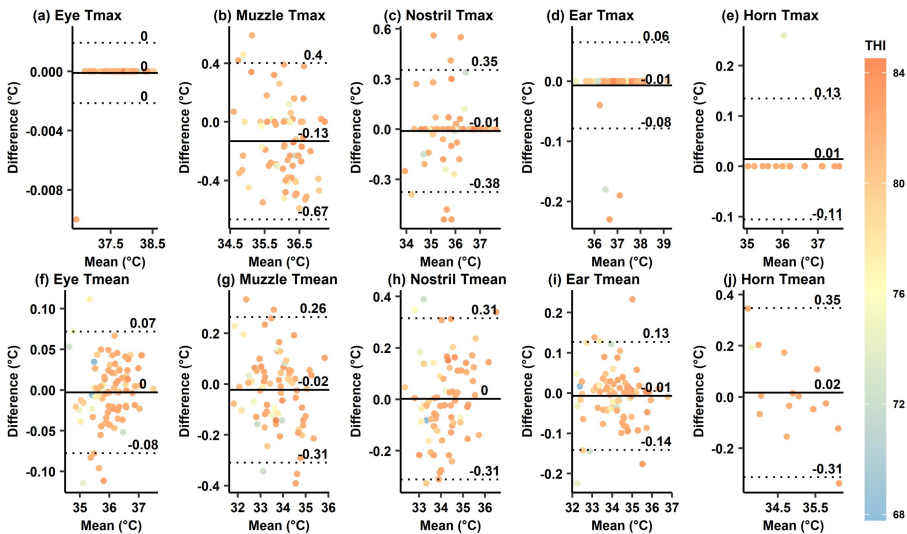 (a) Eye Tmax
(b) Muzzle Tmax
(c) Nostril Tmax
(d) Ear Tmax
(e) Horn Tmax
THI
Difference (°C)
0.000
-0.004
-0.008
0
0
0
37.5 38.5
Mean (°C)
Difference (°C)
0.4
0.0
-0.4
0.4
-0.13
-0.67
34.5 35.5 36.5
Mean (°C)
Difference (°C)
0.6
0.3
0.0
-0.3
0.35
-0.01
-0.38
34 35 36 37
Mean (°C)
Difference (°C)
0.0
-0.1
-0.2
0.06
-0.01
-0.08
36 37 38 39
Mean (°C)
Difference (°C)
0.2
0.1
0.0
-0.1
0.13
0.01
-0.11
35 36 37
Mean (°C)
84
80
76
72
68
(f) Eye Tmean
(g) Muzzle Tmean
(h) Nostril Tmean
(i) Ear Tmean
(j) Horn Tmean
Difference (°C)
0.10
0.05
0.00
-0.05
-0.10
0.07
0
-0.08
35 36 37
Mean (°C)
Difference (°C)
0.2
0.0
-0.2
-0.4
0.26
-0.02
-0.31
32 33 34 35 36
Mean (°C)
Difference (°C)
0.4
0.2
0.0
-0.2
0.31
0
-0.31
32 33 34 35 36
Mean (°C)
Difference (°C)
0.2
0.1
0.0
-0.1
-0.2
0.13
-0.01
-0.14
32 33 34 35 36 37
Mean (°C)
Difference (°C)
0.4
0.2
0.0
-0.2
0.35
0.02
-0.31
34.5 35.5
Mean (°C)